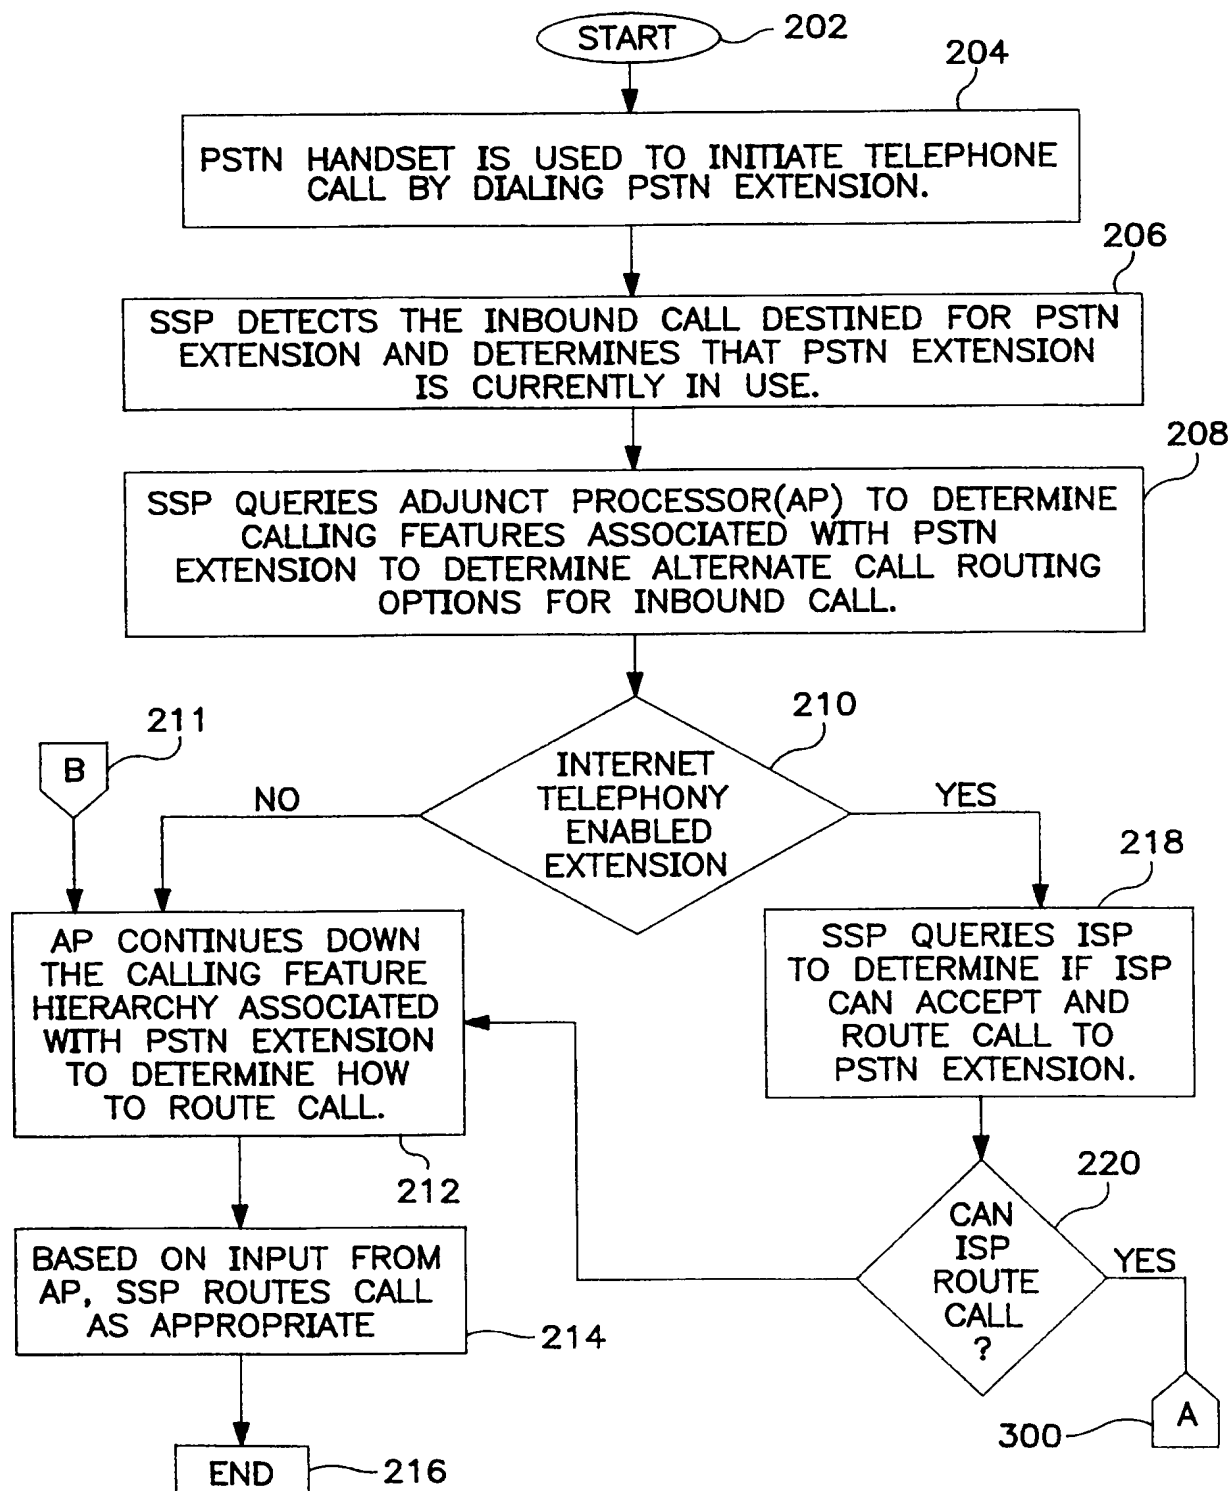 START
202
204
PSTN HANDSET IS USED TO INITIATE TELEPHONE
CALL BY DIALING PSTN EXTENSION.
206
SSP DETECTS THE INBOUND CALL DESTINED FOR PSTN
EXTENSION AND DETERMINES THAT PSTN EXTENSION
IS CURRENTLY IN USE.
208
SSP QUERIES ADJUNCT PROCESSOR(AP) TO DETERMINE
CALLING FEATURES ASSOCIATED WITH PSTN
EXTENSION TO DETERMINE ALTERNATE CALL ROUTING
OPTIONS FOR INBOUND CALL.
210
INTERNET
TELEPHONY
ENABLED
EXTENSION
211
B
NO
YES
AP CONTINUES DOWN
THE CALLING FEATURE
HIERARCHY ASSOCIATED
WITH PSTN EXTENSION
TO DETERMINE HOW
TO ROUTE CALL.
212
218
SSP QUERIES ISP
TO DETERMINE IF ISP
CAN ACCEPT AND
ROUTE CALL TO
PSTN EXTENSION.
220
CAN
ISP
ROUTE
CALL
?
YES
BASED ON INPUT FROM
AP, SSP ROUTES CALL
AS APPROPRIATE
214
300
A
END
216